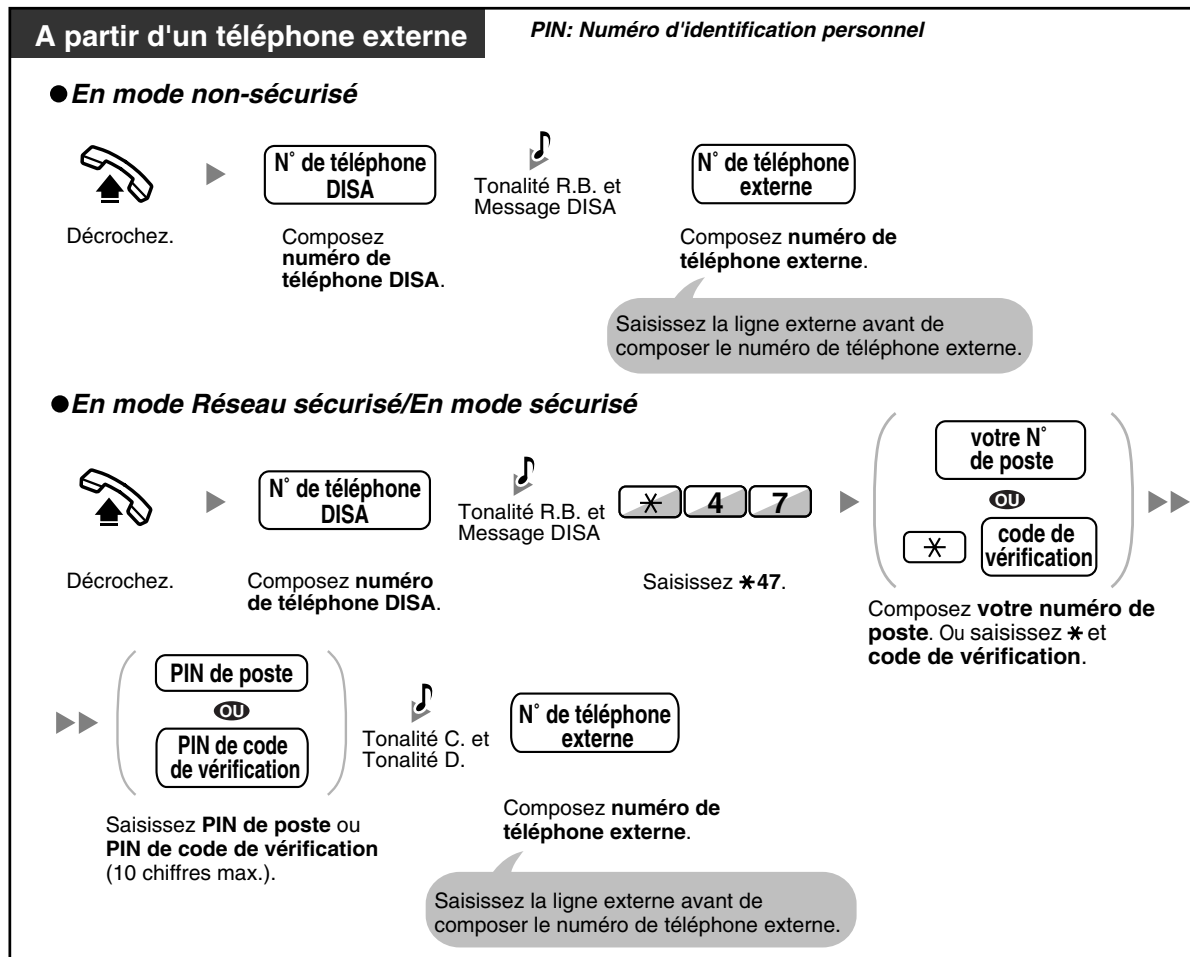 A partir d'un téléphone externe
PIN: Numéro d'identification personnel
●En mode non-sécurisé
N° de téléphone
DISA
Tonalité R.B. et
Message DISA
N° de téléphone
externe
Décrochez.
Composez
numéro de
téléphone DISA.
Composez numéro de
téléphone externe.
Saisissez la ligne externe avant de
composer le numéro de téléphone externe.
●En mode Réseau sécurisé/En mode sécurisé
N° de téléphone
DISA
Tonalité R.B. et
Message DISA
* 4 7
votre N°
de poste
OU
* code de
vérification
Décrochez.
Composez numéro
de téléphone DISA.
Saisissez *47.
Composez votre numéro de
poste. Ou saisissez * et
code de vérification.
PIN de poste
OU
PIN de code
de vérification
Tonalité C. et
Tonalité D.
N° de téléphone
externe
Saisissez PIN de poste ou
PIN de code de vérification
(10 chiffres max.).
Composez numéro de
téléphone externe.
Saisissez la ligne externe avant de
composer le numéro de téléphone externe.